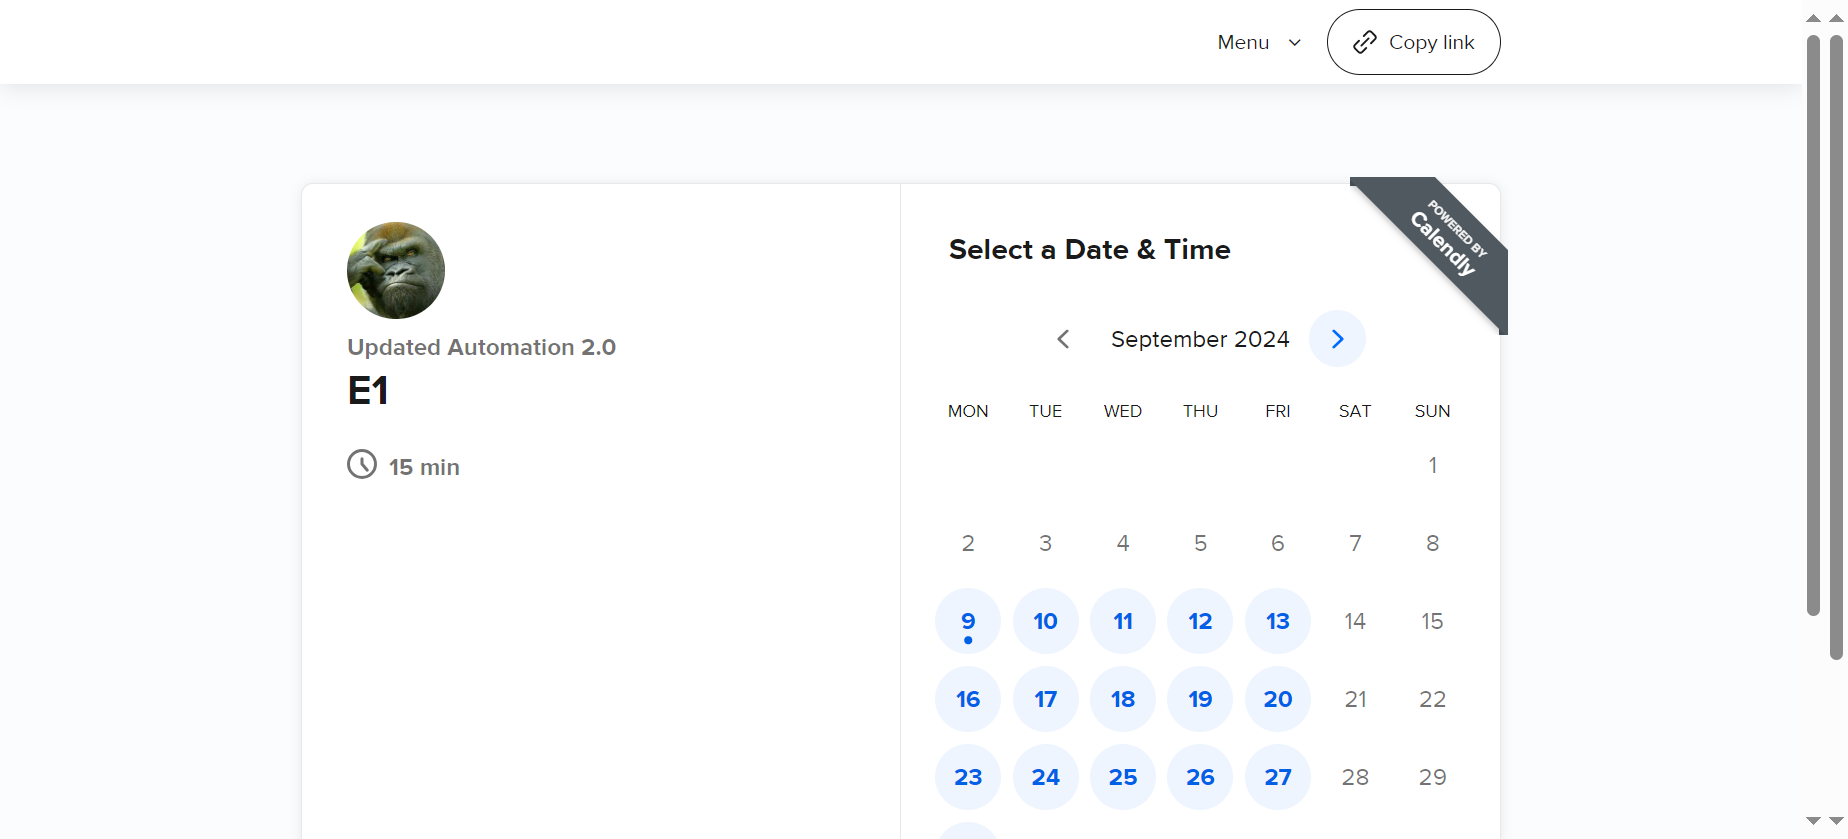 Menu
Copy link
POWERED BY
Calendly
Updated Automation 2.0
E1
15 min
Select a Date & Time
September 2024
MON TUE WED THU FRI SAT SUN
1
2 3 4 5 6 7 8
9 10 11 12 13 14 15
16 17 18 19 20 21 22
23 24 25 26 27 28 29